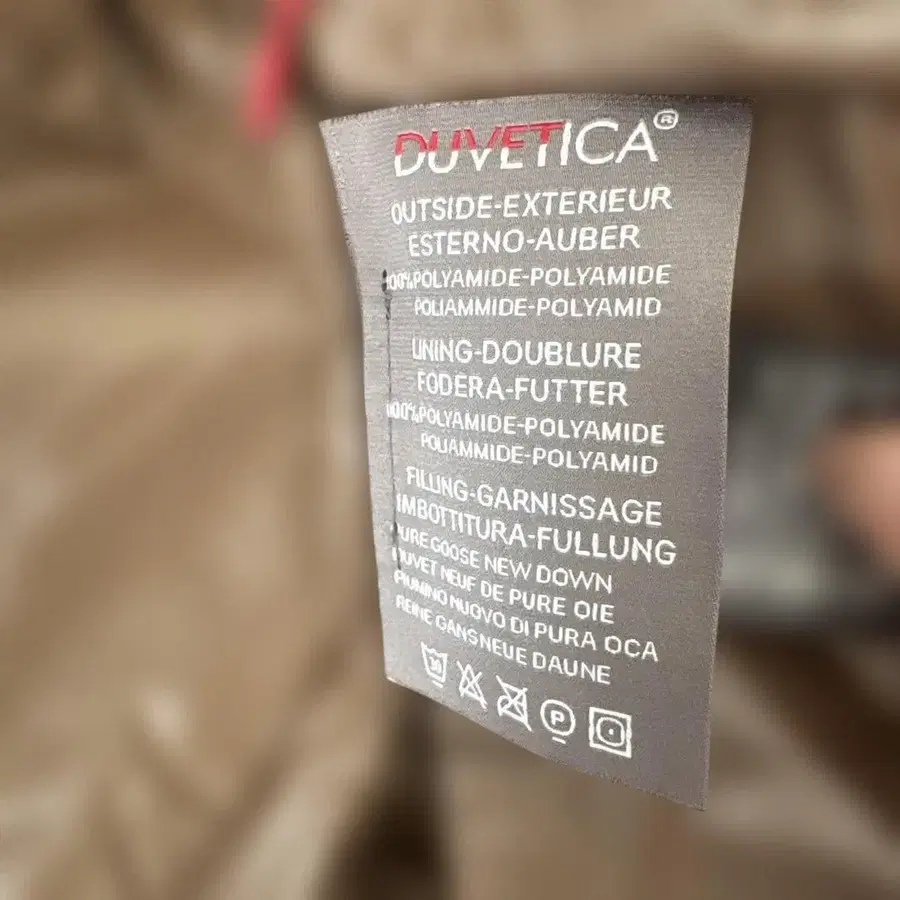 DUVETICA®
OUTSIDE-EXTERIEUR
ESTERNO-AUBER
100%POLYAMIDE-POLYAMIDE
POLIAMMIDE-POLYAMID
LINING-DOUBLURE
FODERA-FUTTER
100%POLYAMIDE-POLYAMIDE
POLIAMMIDE-POLYAMID
FILLING-GARNISSAGE
IMBOTTITURA-FULLUNG
PURE GOOSE NEW DOWN
DUVET NEUF DE PURE OIE
PIUMINO NUOVO DI PURA OCA
REINE GANSNEUE DAUNE
30 P